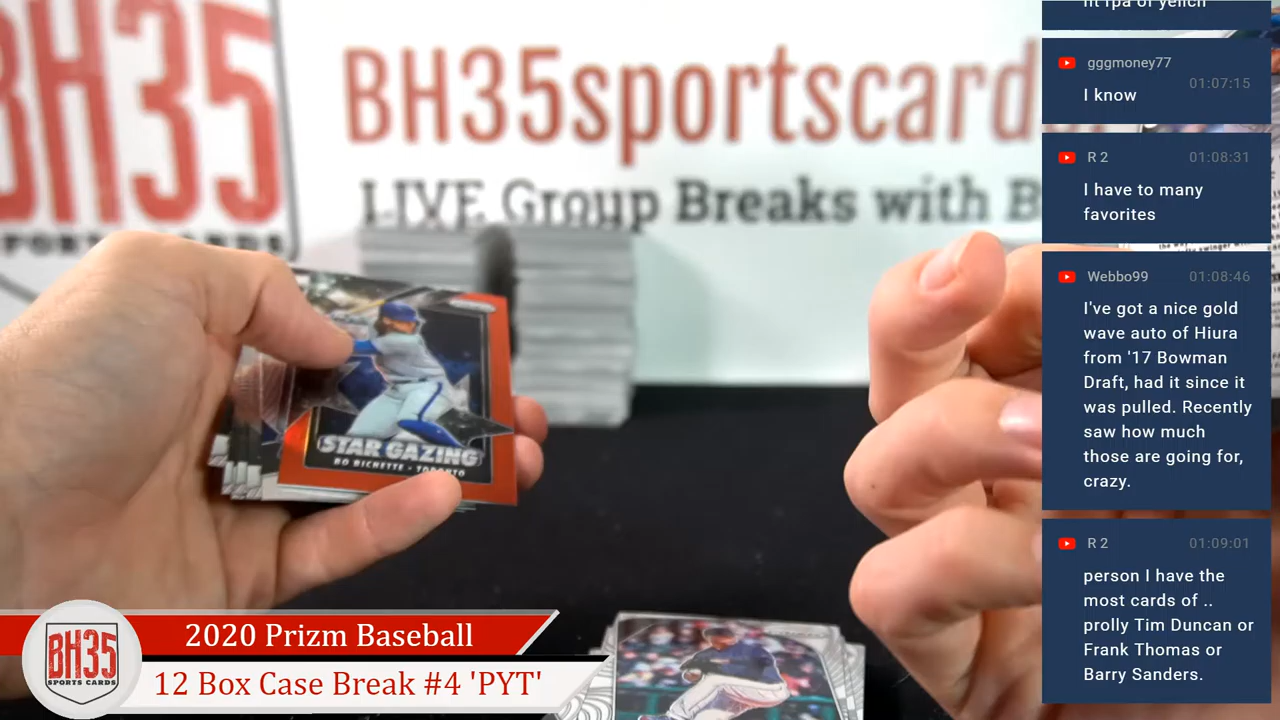 BH35
SPORTS CARDS
BH35sportscard
LIVE Group Breaks with B
STAR GAZING
BO BICHETTE - TORONTO
BH35
SPORTS CARDS
2020 Prizm Baseball
12 Box Case Break #4 'PYT'
gggmoney77
01:07:15
I know
R 2
01:08:31
I have to many
favorites
Webbo99
01:08:46
I've got a nice gold
wave auto of Hiura
from '17 Bowman
Draft, had it since it
was pulled. Recently
saw how much
those are going for,
crazy.
R 2
01:09:01
person I have the
most cards of ..
prolly Tim Duncan or
Frank Thomas or
Barry Sanders.